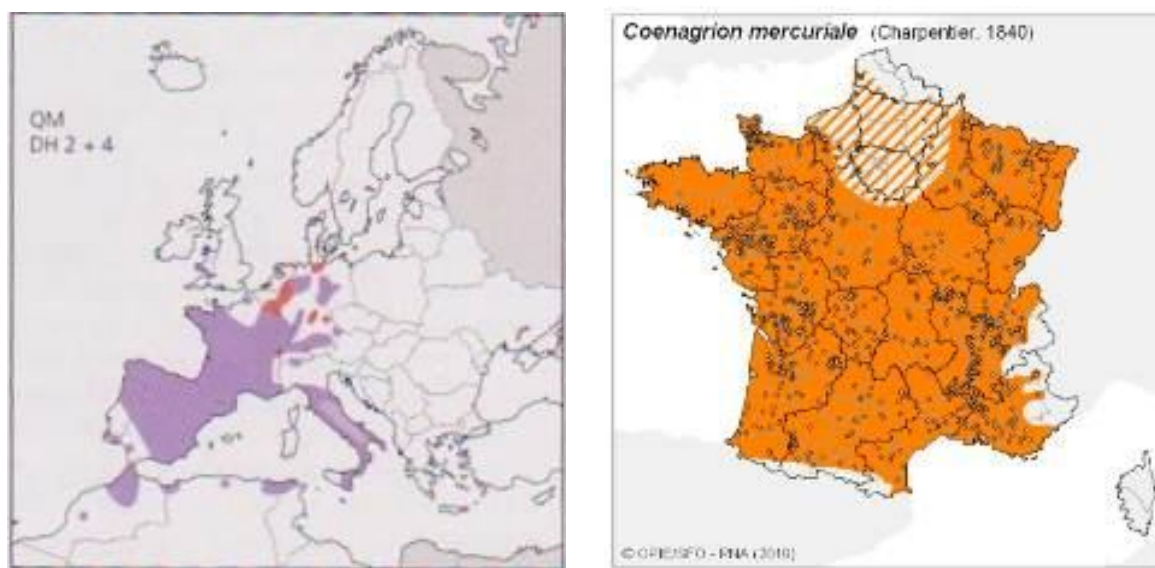 QM
DH 2 + 4
Coenagrion mercuriale (Charpentier, 1840)
© OPIE/SFO - PNA (2010)